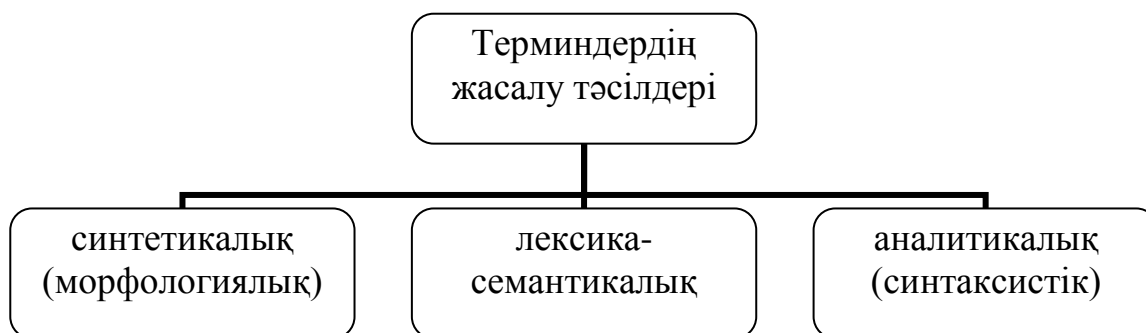 Терминдердің
жасалу тәсілдері
синтетикалық
(морфологиялық)
лексика-
семантикалық
аналитикалық
(синтаксистік)